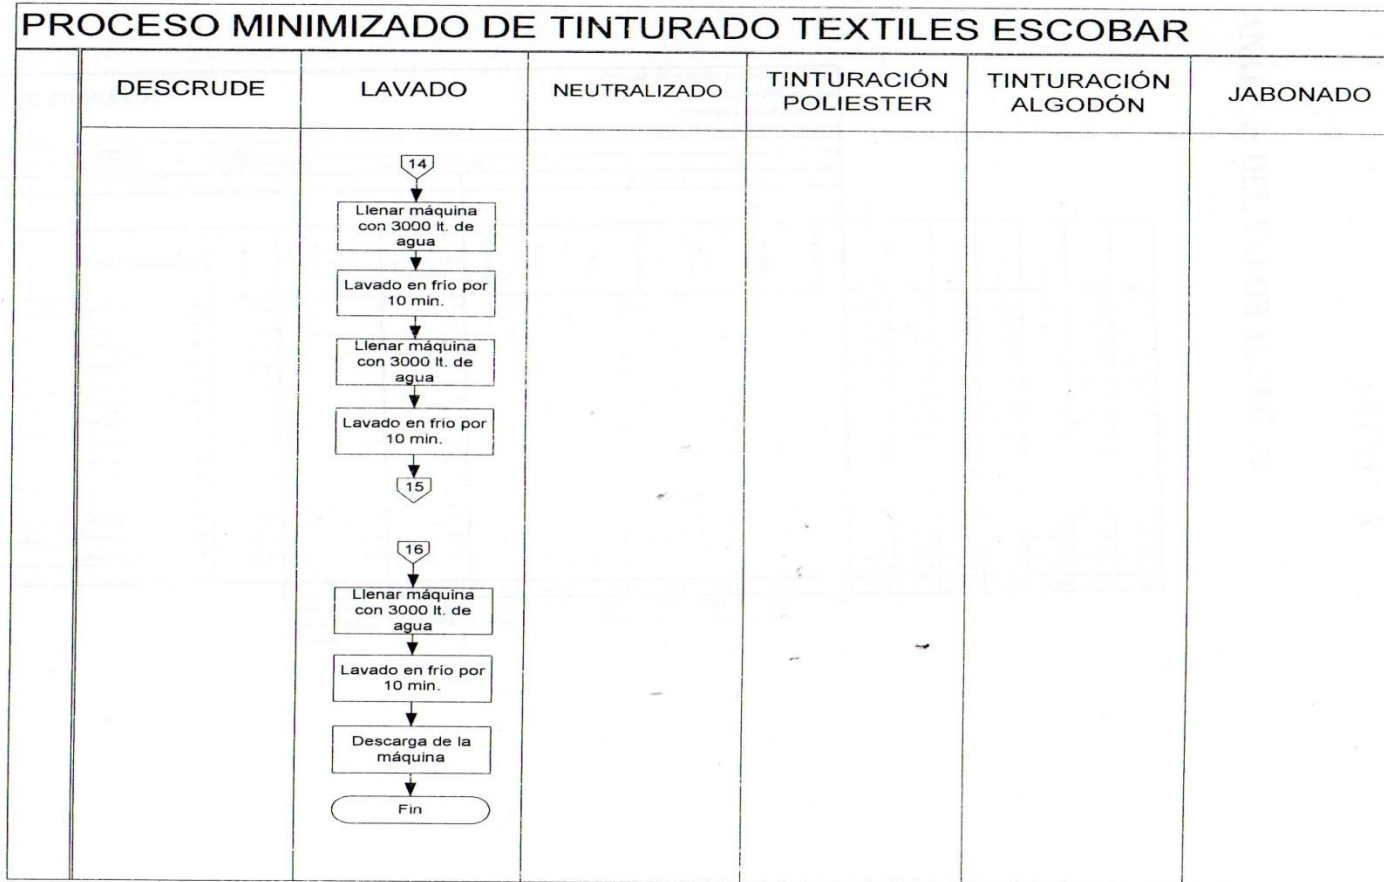 PROCESO MINIMIZADO DE TINTURADO TEXTILES ESCOBAR
DESCRUDE
LAVADO
NEUTRALIZADO
TINTURACIÓN
POLIESTER
TINTURACIÓN
ALGODÓN
JABONADO
14
Llenar máquina
con 3000 lt. de
agua
Lavado en frío por
10 min.
Llenar máquina
con 3000 lt. de
agua
Lavado en frío por
10 min.
15
16
Llenar máquina
con 3000 lt. de
agua
Lavado en frío por
10 min.
Descarga de la
máquina
Fin